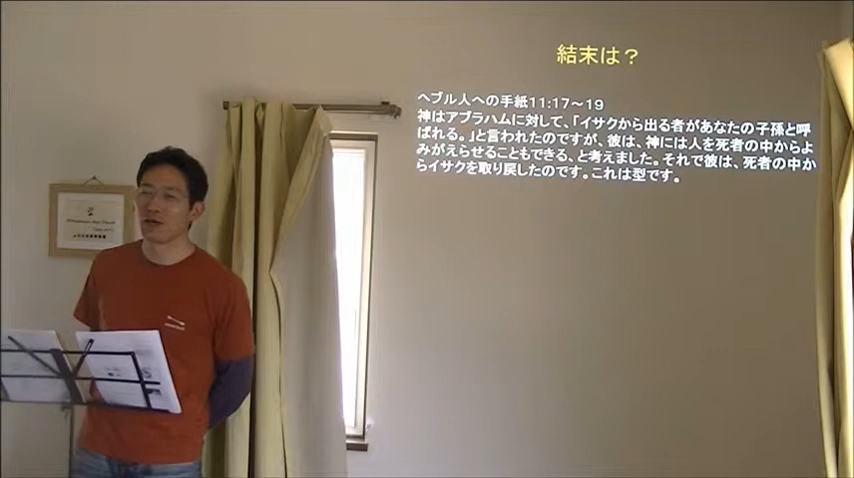 結末は？
ヘブル人への手紙11:17～19
神はアブラハムに対して、「イサクから出る者があなたの子孫と呼
ばれる。」と言われたのですが、彼は、神には人を死者の中からよ
みがえらせることもできる、と考えました。それで彼は、死者の中か
らイサクを取り戻したのです。これは型です。